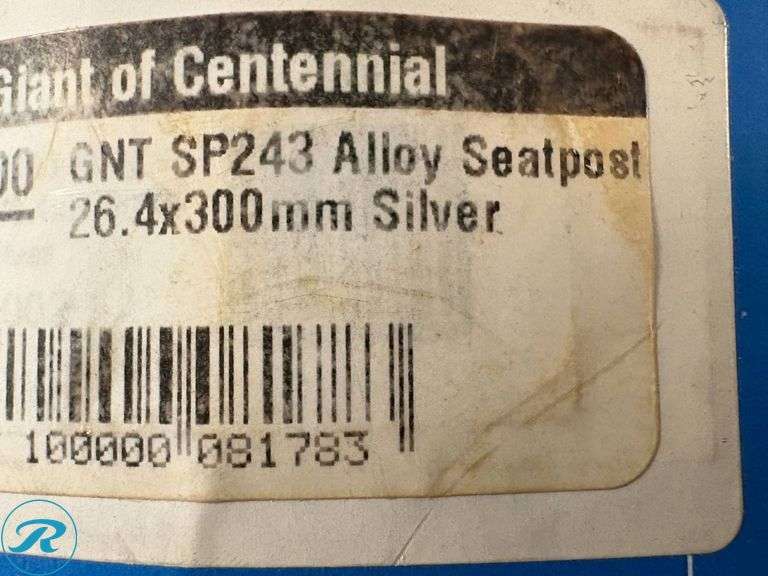 Giant of Centennial
00 GNT SP243 Alloy Seatpost
26.4x300mm Silver
100000 081783
R